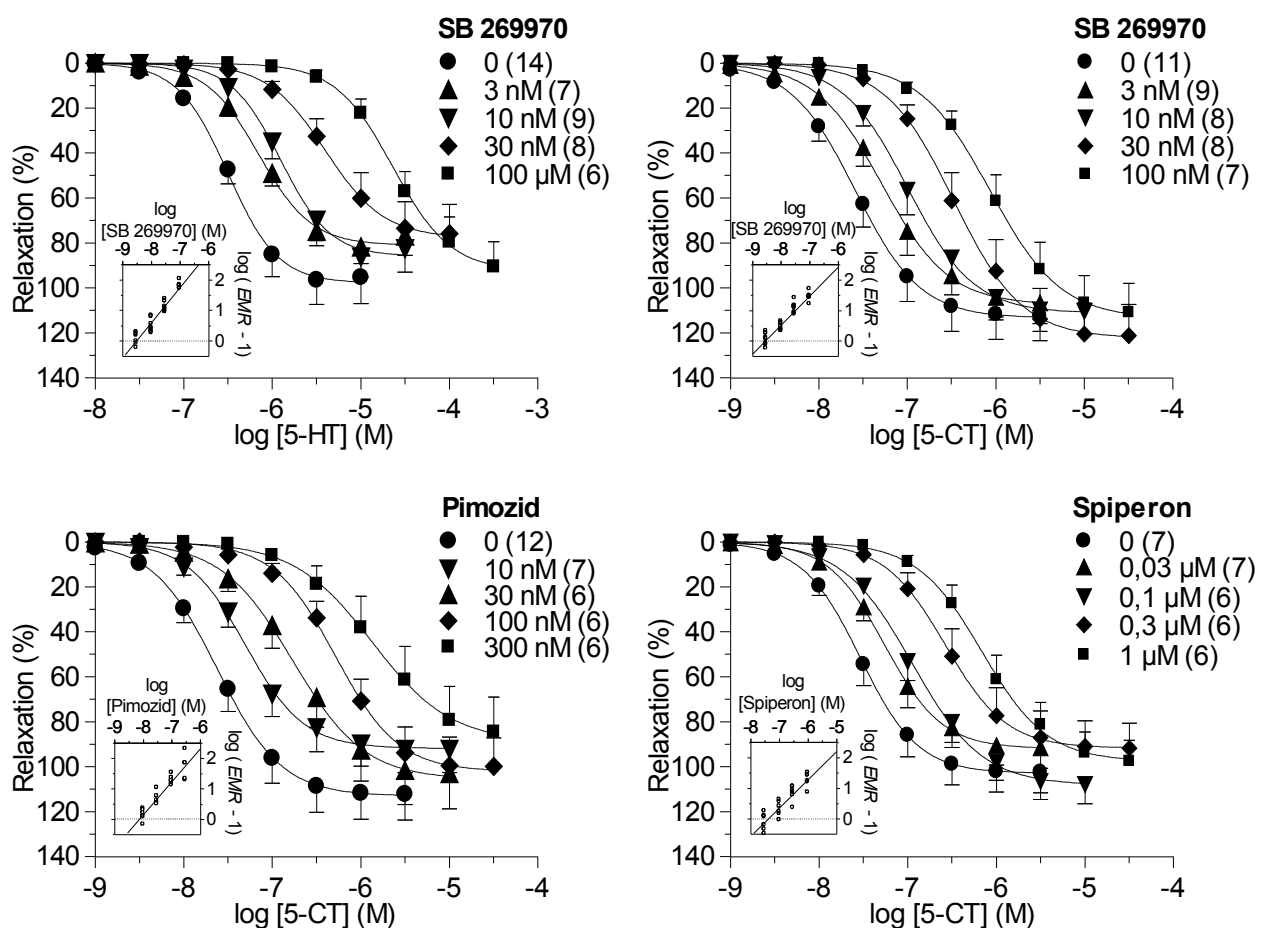 SB 269970
0 (14)
3 nM (7)
10 nM (9)
30 nM (8)
100 µM (6)
Relaxation (%)
0
20
40
60
80
100
120
140
-8 -7 -6 -5 -4 -3
log [5-HT] (M)
log
[SB 269970] (M)
-9 -8 -7 -6
2
1
0
log (EMR - 1)
SB 269970
0 (11)
3 nM (9)
10 nM (8)
30 nM (8)
100 nM (7)
Relaxation (%)
0
20
40
60
80
100
120
140
-9 -8 -7 -6 -5 -4
log [5-CT] (M)
log
[SB 269970] (M)
-9 -8 -7 -6
2
1
0
log (EMR - 1)
Pimozid
0 (12)
10 nM (7)
30 nM (6)
100 nM (6)
300 nM (6)
Relaxation (%)
0
20
40
60
80
100
120
140
-9 -8 -7 -6 -5 -4
log [5-CT] (M)
log
[Pimozid] (M)
-9 -8 -7 -6
2
1
0
log (EMR - 1)
Spiperon
0 (7)
0,03 µM (7)
0,1 µM (6)
0,3 µM (6)
1 µM (6)
Relaxation (%)
0
20
40
60
80
100
120
140
-9 -8 -7 -6 -5 -4
log [5-CT] (M)
log
[Spiperon] (M)
-8 -7 -6 -5
2
1
0
log (EMR - 1)